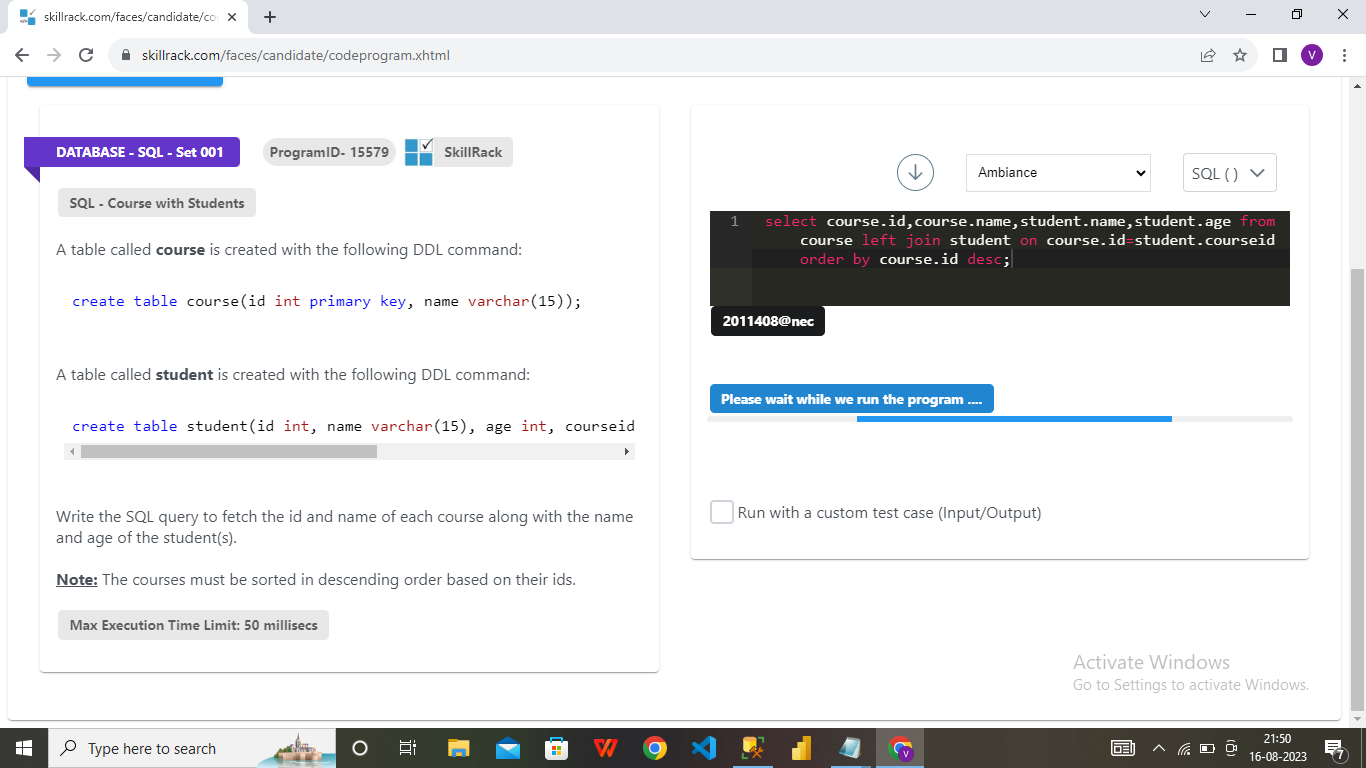 skillrack.com/faces/candidate/co
skillrack.com/faces/candidate/codeprogram.xhtml
V
DATABASE - SQL - Set 001
ProgramID- 15579
SkillRack
SQL - Course with Students
A table called course is created with the following DDL command:
create table course(id int primary key, name varchar(15));
A table called student is created with the following DDL command:
create table student(id int, name varchar(15), age int, courseid
Write the SQL query to fetch the id and name of each course along with the name
and age of the student(s).
Note: The courses must be sorted in descending order based on their ids.
Max Execution Time Limit: 50 millisecs
Ambiance
SQL ( )
1
select course.id,course.name,student.name,student.age from
course left join student on course.id=student.courseid
order by course.id desc;
2011408@nec
Please wait while we run the program ....
Run with a custom test case (Input/Output)
Activate Windows
Go to Settings to activate Windows.
Type here to search
V
21:50
16-08-2023
7